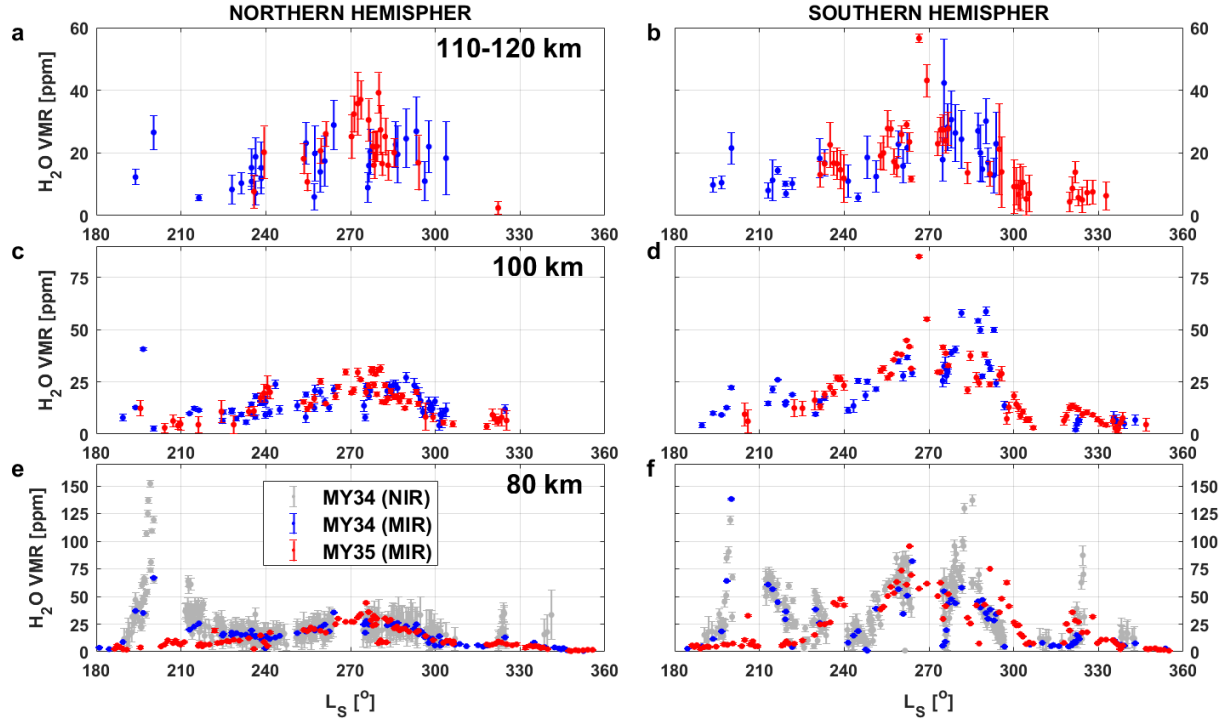 NORTHERN HEMISPHER
SOUTHERN HEMISPHER
a
110-120 km
b
H2O VMR [ppm]
60
40
20
0
60
40
20
0
180 210 240 270 300 330 360
180 210 240 270 300 330 360
c
100 km
d
H2O VMR [ppm]
75
50
25
0
75
50
25
0
180 210 240 270 300 330 360
180 210 240 270 300 330 360
e
80 km
f
H2O VMR [ppm]
150
125
100
75
50
25
0
MY34 (NIR)
MY34 (MIR)
MY35 (MIR)
150
125
100
75
50
25
0
180 210 240 270 300 330 360
180 210 240 270 300 330 360
LS [o]
LS [o]